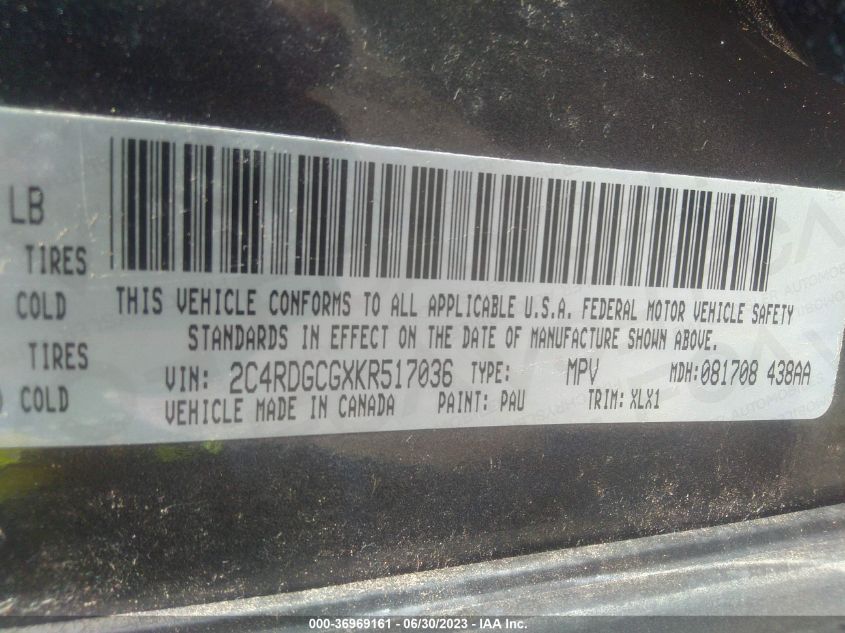 LB
TIRES
COLD
THIS VEHICLE CONFORMS TO ALL APPLICABLE U.S.A. FEDERAL MOTOR VEHICLE SAFETY
STANDARDS IN EFFECT ON THE DATE OF MANUFACTURE SHOWN ABOVE.
TIRES
VIN: 2C4RDGCGXKR517036 TYPE: MPV MDH:081708 438AA
COLD
VEHICLE MADE IN CANADA PAINT: PAU TRIM: XLX1
000-36969161 - 06/30/2023 - IAA Inc.